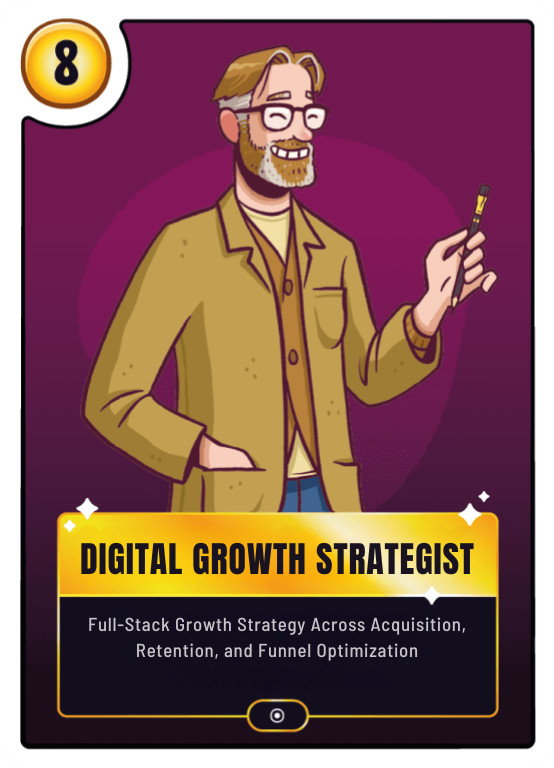 8
DIGITAL GROWTH STRATEGIST
Full-Stack Growth Strategy Across Acquisition,
Retention, and Funnel Optimization